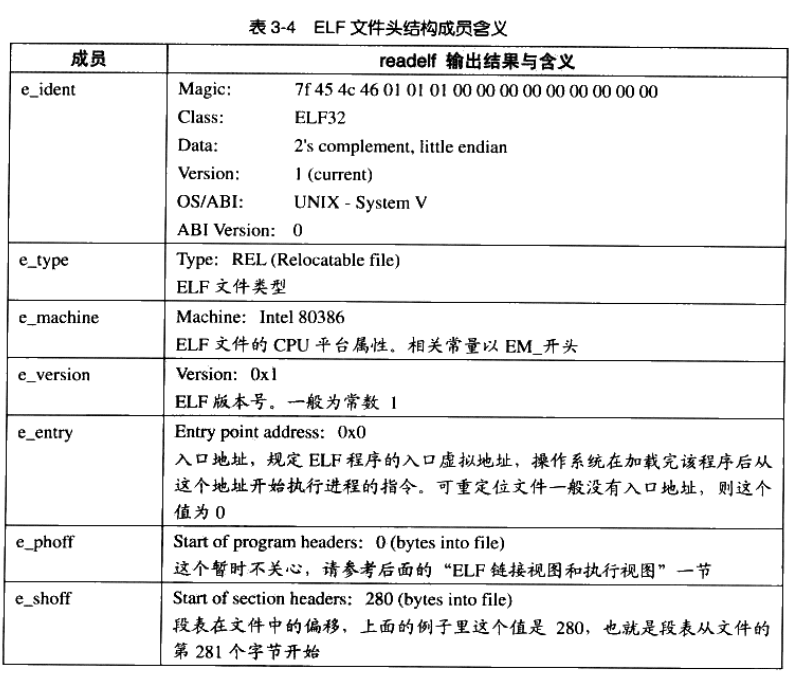 表 3-4 ELF 文件头结构成员含义
成员 readelf 输出结果与含义
e_ident Magic: 7f 45 4c 46 01 01 01 00 00 00 00 00 00 00 00 00
Class: ELF32
Data: 2's complement, little endian
Version: 1 (current)
OS/ABI: UNIX - System V
ABI Version: 0
e_type Type: REL (Relocatable file)
ELF 文件类型
e_machine Machine: Intel 80386
ELF 文件的 CPU 平台属性。相关常量以 EM_开头
e_version Version: 0x1
ELF 版本号。一般为常数 1
e_entry Entry point address: 0x0
入口地址，规定 ELF 程序的入口虚拟地址，操作系统在加载完该程序后从
这个地址开始执行进程的指令。可重定位文件一般没有入口地址，则这个
值为 0
e_phoff Start of program headers: 0 (bytes into file)
这个暂时不关心，请参考后面的“ELF 链接视图和执行视图”一节
e_shoff Start of section headers: 280 (bytes into file)
段表在文件中的偏移，上面的例子里这个值是 280，也就是段表从文件的
第 281 个字节开始